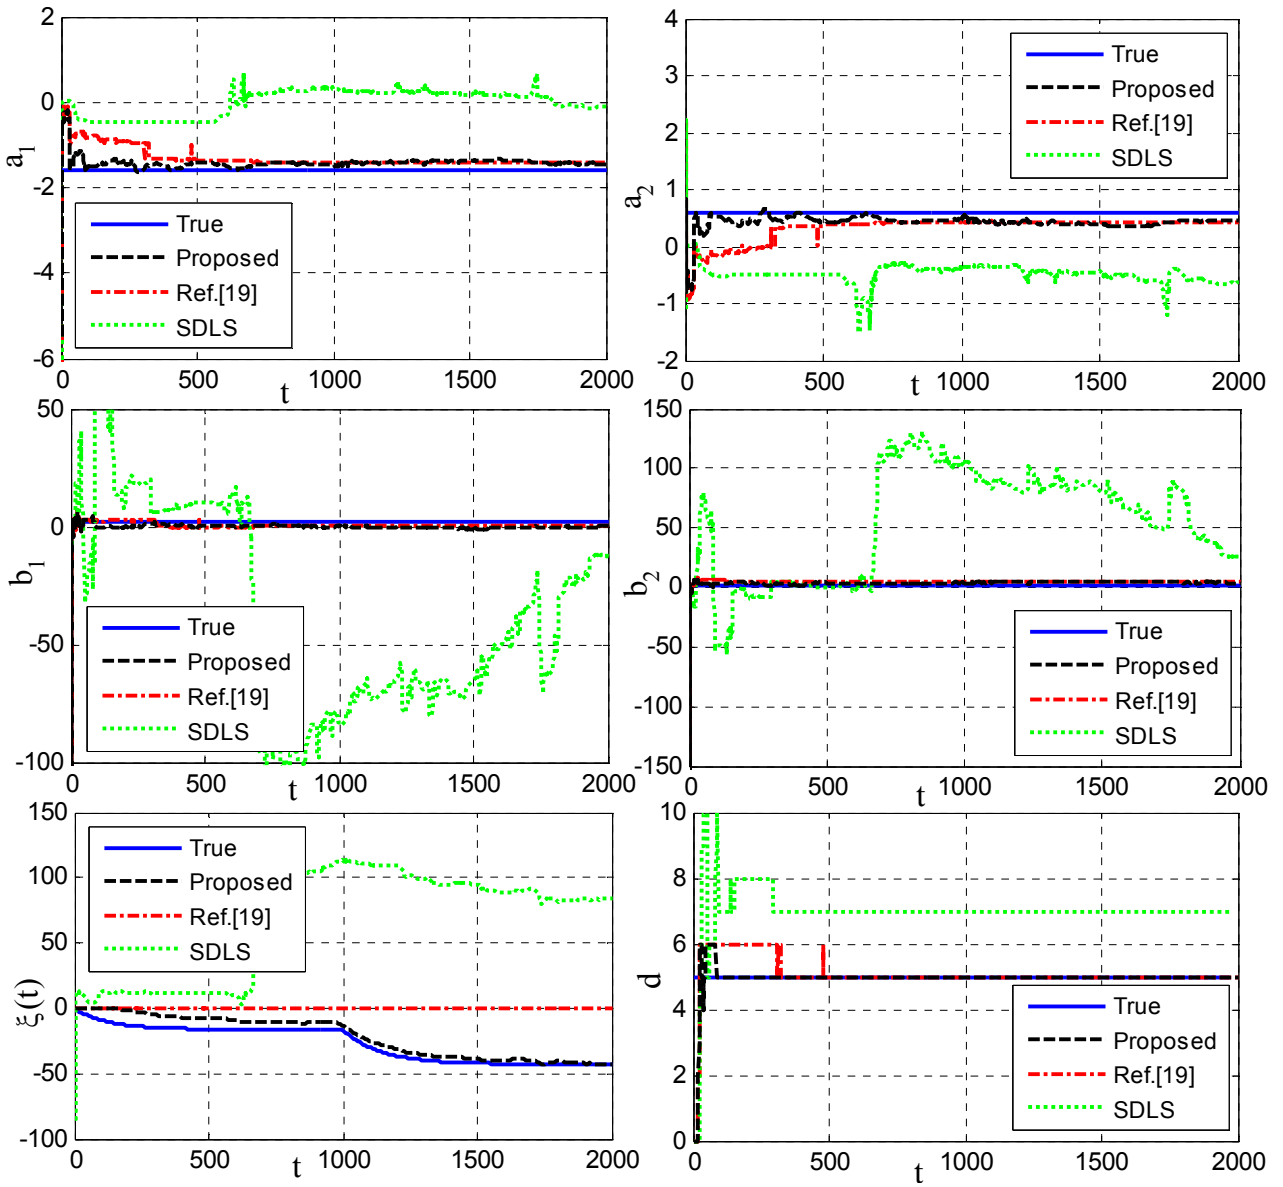 2
0
-2
-4
-6
a1
True
Proposed
Ref.[19]
SDLS
0 500 1000 1500 2000
t
4
3
2
1
0
-1
-2
a2
True
Proposed
Ref.[19]
SDLS
0 500 1000 1500 2000
t
50
0
-50
-100
b1
True
Proposed
Ref.[19]
SDLS
0 500 1000 1500 2000
t
150
100
50
0
-50
-100
-150
b2
True
Proposed
Ref.[19]
SDLS
0 500 1000 1500 2000
t
150
100
50
0
-50
-100
ξ(t)
True
Proposed
Ref.[19]
SDLS
0 500 1000 1500 2000
t
10
8
6
4
2
0
d
True
Proposed
Ref.[19]
SDLS
0 500 1000 1500 2000
t